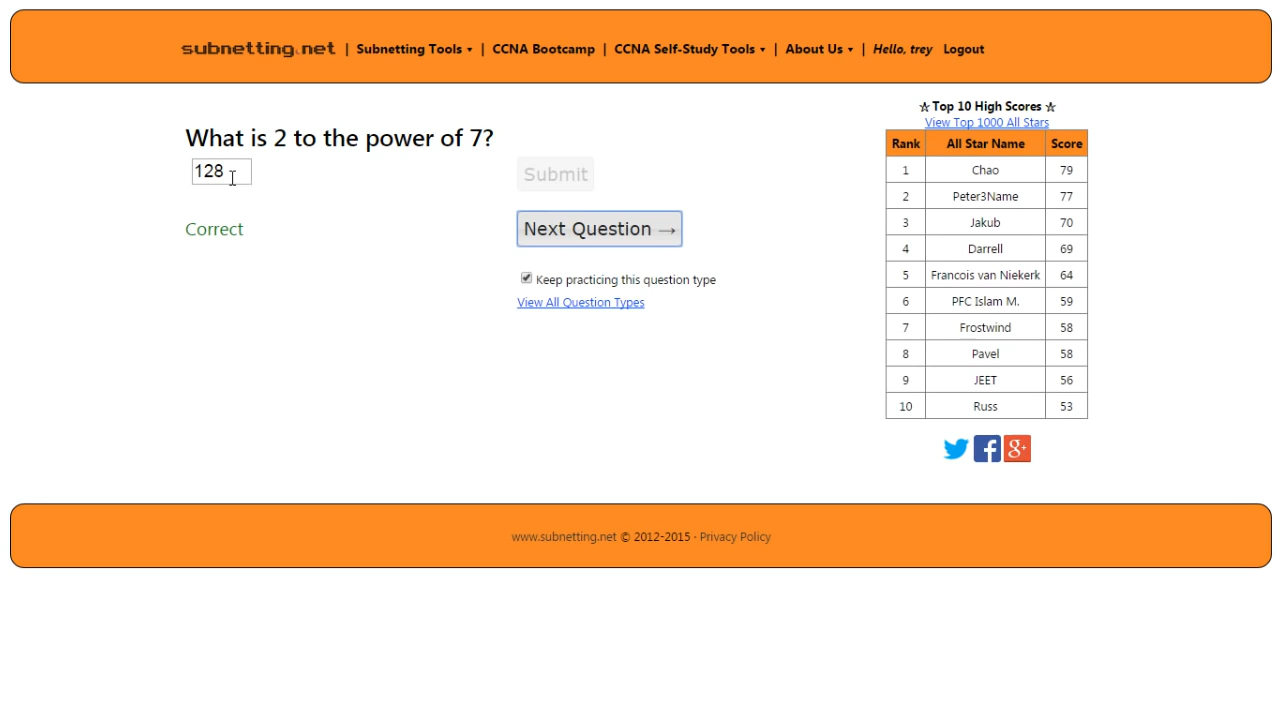 subnetting.net | Subnetting Tools ▾ | CCNA Bootcamp | CCNA Self-Study Tools ▾ | About Us ▾ | Hello, trey Logout
What is 2 to the power of 7?
128
Submit
Correct
Next Question →
Keep practicing this question type
View All Question Types
☆ Top 10 High Scores ☆
View Top 1000 All Stars
Rank All Star Name Score
1 Chao 79
2 Peter3Name 77
3 Jakub 70
4 Darrell 69
5 Francois van Niekerk 64
6 PFC Islam M. 59
7 Frostwind 58
8 Pavel 58
9 JEET 56
10 Russ 53
g+
www.subnetting.net © 2012-2015 · Privacy Policy